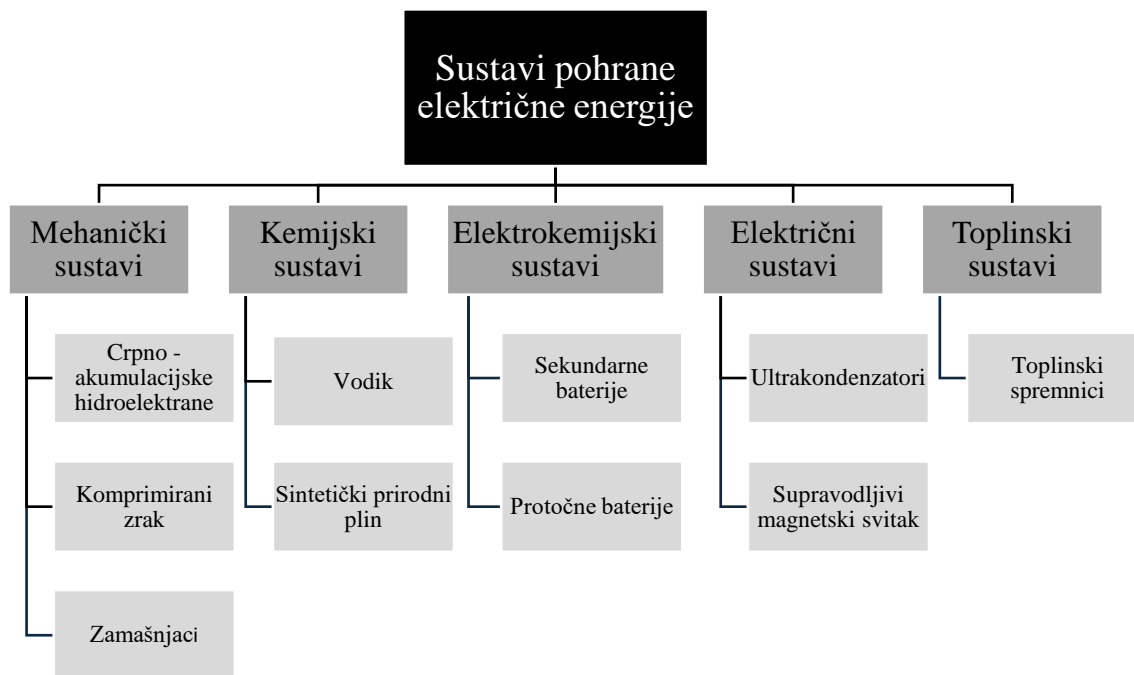 Sustavi pohrane
električne energije
Mehanički
sustavi
Kemijski
sustavi
Elektrokemijski
sustavi
Električni
sustavi
Toplinski
sustavi
Crpno -
akumulacijske
hidroelektrane
Vodik
Sekundarne
baterije
Ultrakondenzatori
Toplinski
spremnici
Komprimirani
zrak
Sintetički prirodni
plin
Protočne baterije
Supravodljivi
magnetski svitak
Zamašnjaci